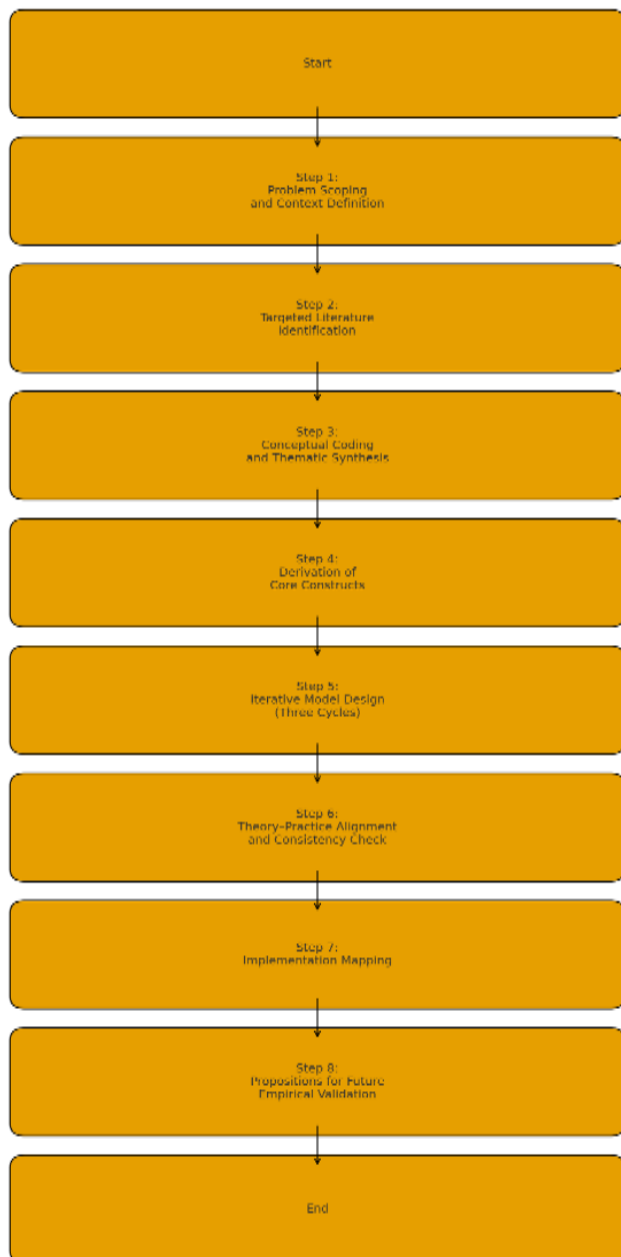 Start
Step 1:
Problem Scoping
and Context Definition
Step 2:
Targeted Literature
Identification
Step 3:
Conceptual Coding
and Thematic Synthesis
Step 4:
Derivation of
Core Constructs
Step 5:
Iterative Model Design
(Three Cycles)
Step 6:
Theory–Practice Alignment
and Consistency Check
Step 7:
Implementation Mapping
Step 8:
Propositions for Future
Empirical Validation
End